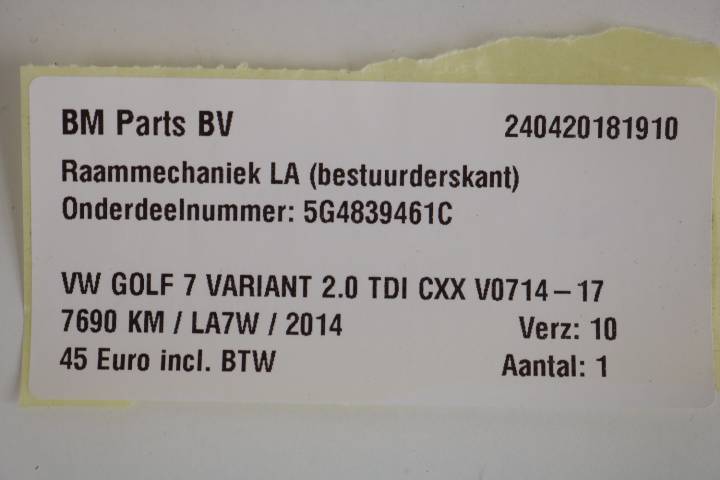 BM Parts BV 240420181910
Raammechaniek LA (bestuurderskant)
Onderdeelnummer: 5G4839461C
VW GOLF 7 VARIANT 2.0 TDI CXX V0714-17
7690 KM / LA7W / 2014 Verz: 10
45 Euro incl. BTW Aantal: 1